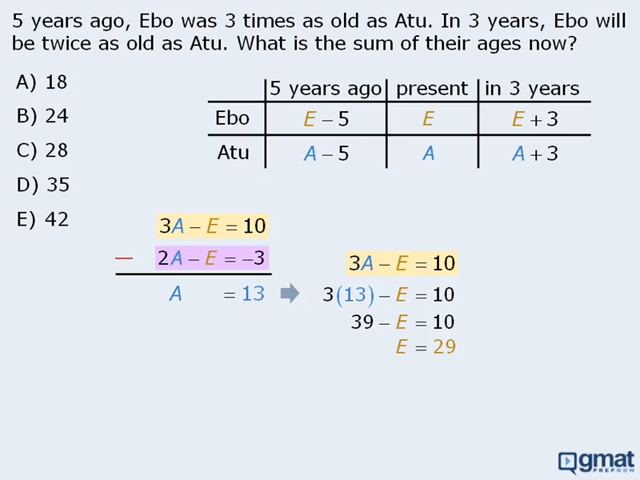 5 years ago, Ebo was 3 times as old as Atu. In 3 years, Ebo will
be twice as old as Atu. What is the sum of their ages now?
A) 18
B) 24
C) 28
D) 35
E) 42
5 years ago present in 3 years
Ebo E – 5 E E + 3
Atu A – 5 A A + 3
3A – E = 10
— 2A – E = –3
A = 13
3A – E = 10
3(13) – E = 10
39 – E = 10
E = 29
gmat
PREPNOW